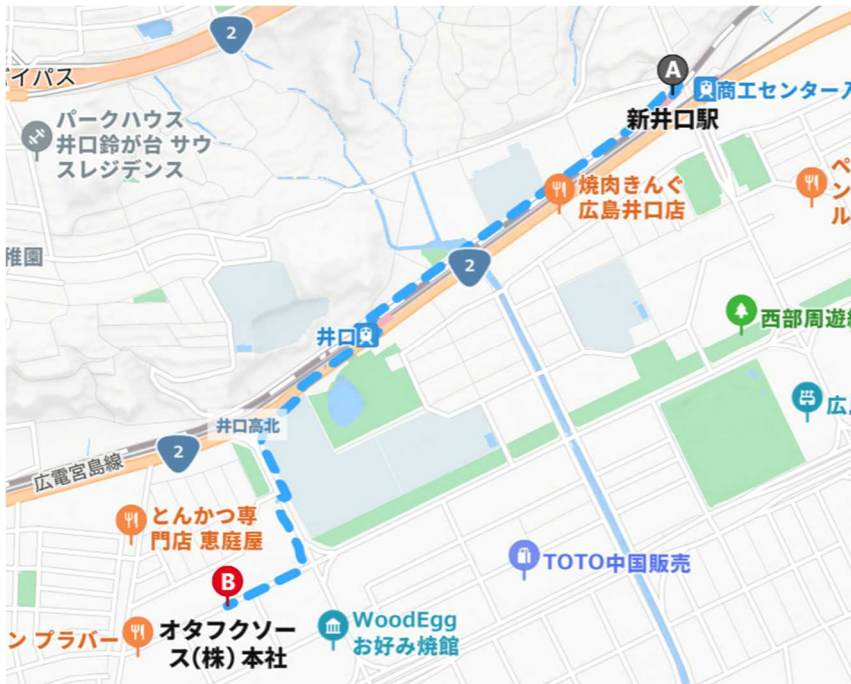 2
イパス
A
商工センター入
新井口駅
パークハウス
井口鈴が台 サウ
スレジデンス
焼肉きんぐ
広島井口店
ペ
ン
ル
稚園
2
西部周遊
井口
広
井口高北
2
広電宮島線
とんかつ専
門店 恵庭屋
TOTO中国販売
B
オタフクソー
ス(株) 本社
ン プラバー
WoodEgg
お好み焼館